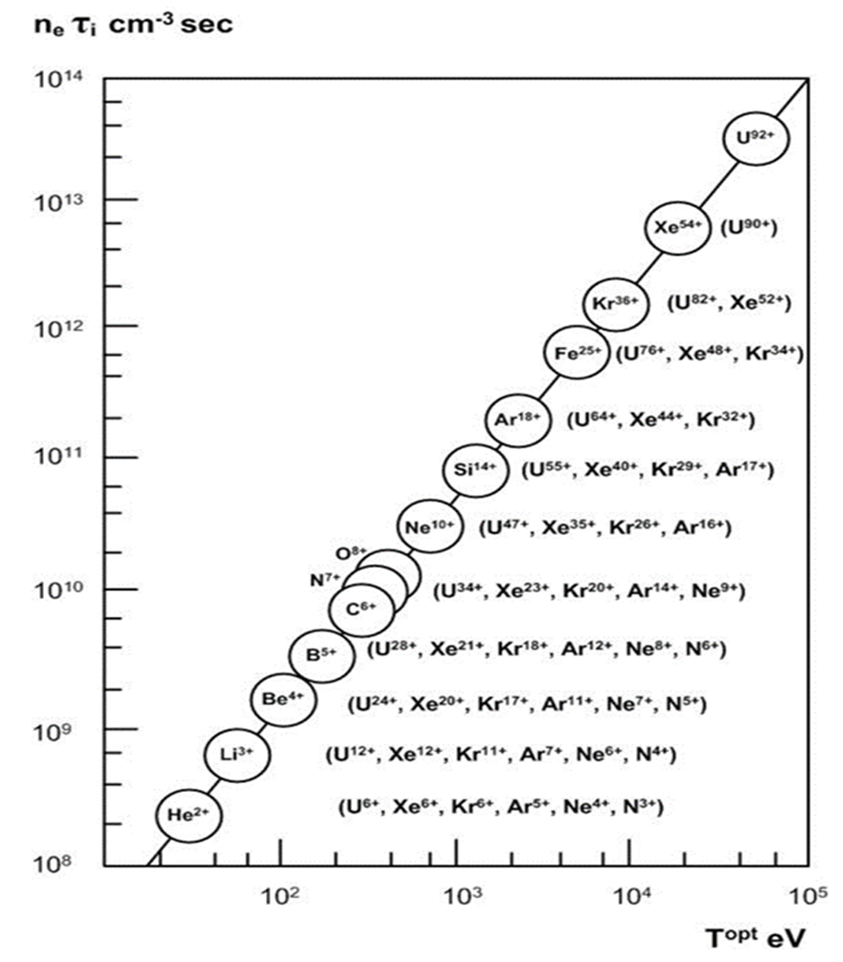 nₑ τᵢ cm⁻³ sec
10¹⁴
U⁹²⁺
10¹³
Xe⁵⁴⁺ (U⁹⁰⁺)
Kr³⁶⁺ (U⁸²⁺, Xe⁵²⁺)
10¹²
Fe²⁵⁺ (U⁷⁶⁺, Xe⁴⁸⁺, Kr³⁴⁺)
Ar¹⁸⁺ (U⁶⁴⁺, Xe⁴⁴⁺, Kr³²⁺)
10¹¹
Si¹⁴⁺ (U⁵⁵⁺, Xe⁴⁰⁺, Kr²⁹⁺, Ar¹⁷⁺)
Ne¹⁰⁺ (U⁴⁷⁺, Xe³⁵⁺, Kr²⁶⁺, Ar¹⁶⁺)
O⁸⁺
N⁷⁺
10¹⁰ (U³⁴⁺, Xe²³⁺, Kr²⁰⁺, Ar¹⁴⁺, Ne⁹⁺)
C⁶⁺
B⁵⁺ (U²⁸⁺, Xe²¹⁺, Kr¹⁸⁺, Ar¹²⁺, Ne⁸⁺, N⁶⁺)
Be⁴⁺ (U²⁴⁺, Xe²⁰⁺, Kr¹⁷⁺, Ar¹¹⁺, Ne⁷⁺, N⁵⁺)
10⁹
Li³⁺ (U¹²⁺, Xe¹²⁺, Kr¹¹⁺, Ar⁷⁺, Ne⁶⁺, N⁴⁺)
He²⁺ (U⁶⁺, Xe⁶⁺, Kr⁶⁺, Ar⁵⁺, Ne⁴⁺, N³⁺)
10⁸
10² 10³ 10⁴ 10⁵
Tᵒᵖᵗ eV